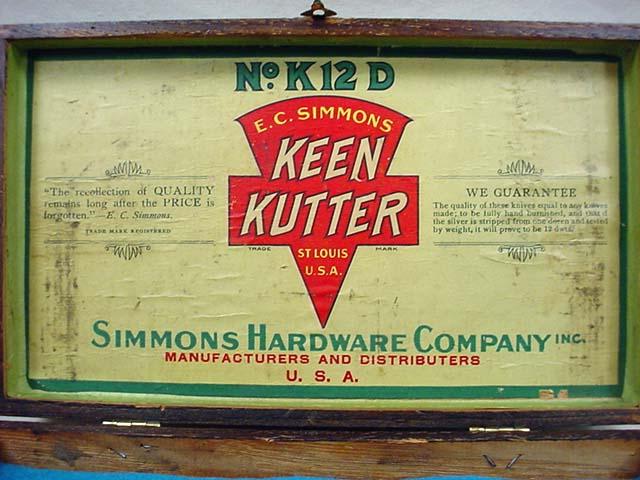 No. K12 D
E. C. SIMMONS
KEEN
KUTTER
TRADE MARK
ST LOUIS
U.S.A.
"The recollection of QUALITY
remains long after the PRICE is
forgotten."—E. C. Simmons.
TRADE MARK REGISTERED
WE GUARANTEE
The quality of these knives equal to any knives
made; to be fully hand burnished, and that if
the silver is stripped from one dozen and tested
by weight, it will prove to be 12 dwts.
SIMMONS HARDWARE COMPANY INC.
MANUFACTURERS AND DISTRIBUTERS
U. S. A.